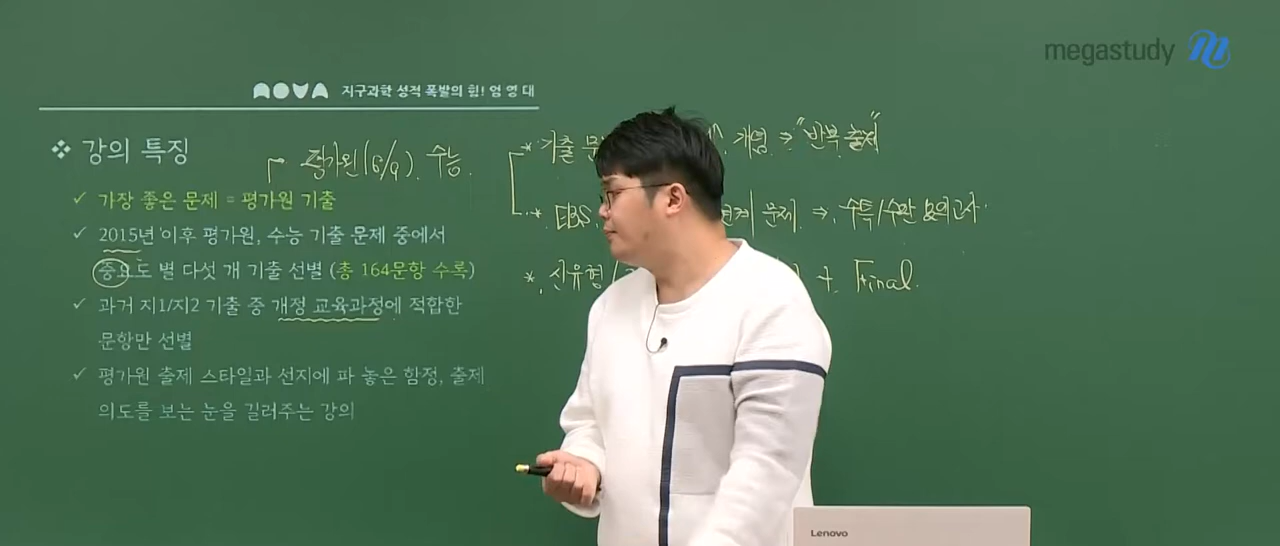 megastudy
지구과학 성적 폭발의 힘! 엄 영 대
❖ 강의 특징
평가원(6/9). 수능.
✓ 가장 좋은 문제 = 평가원 기출
✓ 2015년 이후 평가원, 수능 기출 문제 중에서
중요도 별 다섯 개 기출 선별 (총 164문항 수록)
✓ 과거 지1/지2 기출 중 개정 교육과정에 적합한
문항만 선별
✓ 평가원 출제 스타일과 선지에 파 놓은 함정, 출제
의도를 보는 눈을 길러주는 강의
* 기출 개념 → "반복 출제"
* EBS 문제 → 수특/수완
* 신유형/ + Final.
Lenovo